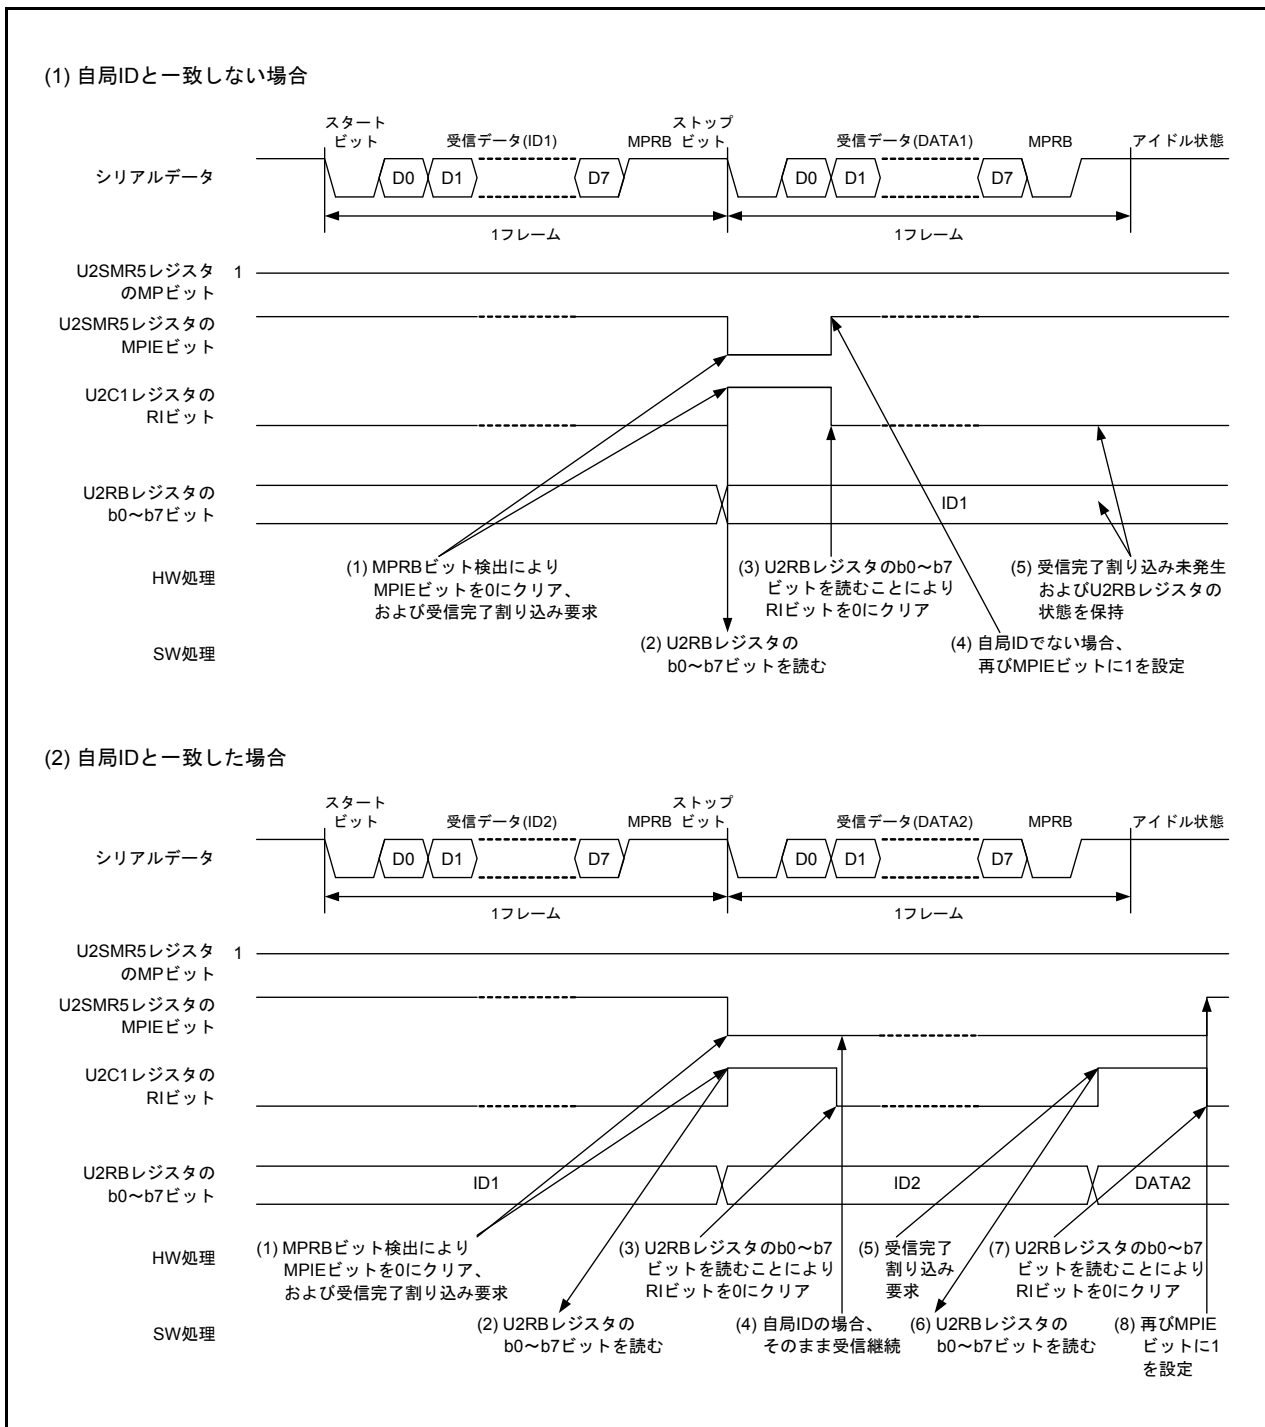 (1) 自局IDと一致しない場合
スタート
ビット
受信データ(ID1)
MPRB
ストップ
ビット
受信データ(DATA1)
MPRB
アイドル状態
シリアルデータ
D0
D1
D7
D0
D1
D7
1フレーム
1フレーム
U2SMR5レジスタ
のMPビット
1
U2SMR5レジスタの
MPIEビット
U2C1レジスタの
RIビット
U2RBレジスタの
b0～b7ビット
ID1
HW処理
(1) MPRBビット検出により
MPIEビットを0にクリア、
および受信完了割り込み要求
(3) U2RBレジスタのb0～b7
ビットを読むことにより
RIビットを0にクリア
(5) 受信完了割り込み未発生
およびU2RBレジスタの
状態を保持
SW処理
(2) U2RBレジスタの
b0～b7ビットを読む
(4) 自局IDでない場合、
再びMPIEビットに1を設定
(2) 自局IDと一致した場合
スタート
ビット
受信データ(ID2)
MPRB
ストップ
ビット
受信データ(DATA2)
MPRB
アイドル状態
シリアルデータ
D0
D1
D7
D0
D1
D7
1フレーム
1フレーム
U2SMR5レジスタ
のMPビット
1
U2SMR5レジスタの
MPIEビット
U2C1レジスタの
RIビット
U2RBレジスタの
b0～b7ビット
ID1
ID2
DATA2
HW処理
(1) MPRBビット検出により
MPIEビットを0にクリア、
および受信完了割り込み要求
(3) U2RBレジスタのb0～b7
ビットを読むことにより
RIビットを0にクリア
(5) 受信完了
割り込み
要求
(7) U2RBレジスタのb0～b7
ビットを読むことにより
RIビットを0にクリア
SW処理
(2) U2RBレジスタの
b0～b7ビットを読む
(4) 自局IDの場合、
そのまま受信継続
(6) U2RBレジスタの
b0～b7ビットを読む
(8) 再びMPIE
ビットに1
を設定